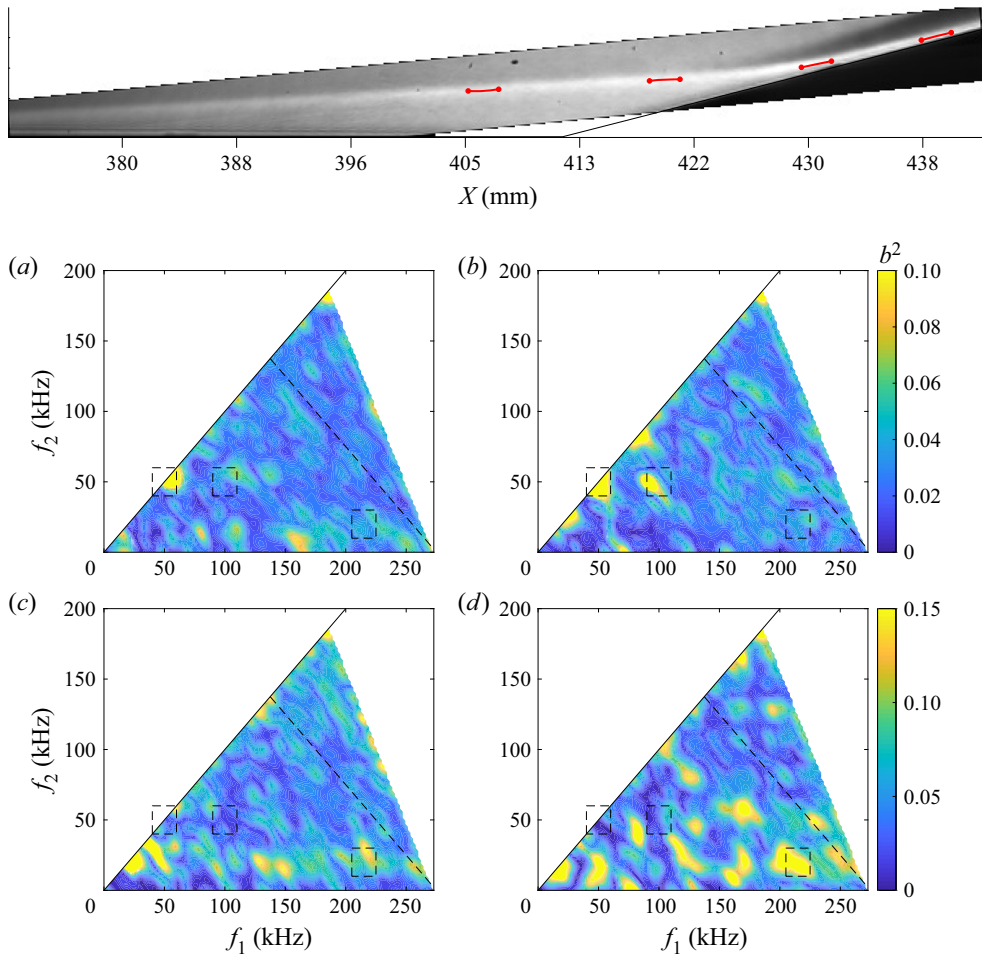 380 388 396 405 413 422 430 438
X (mm)
(a) (b) b²
200 200 0.10
150 150 0.08
f₂ (kHz) 100 100 0.06
0.04
50 50 0.02
0 50 100 150 200 250 0 50 100 150 200 250 0
(c) (d)
200 200 0.15
150 150
0.10
f₂ (kHz) 100 100
0.05
50 50
0 50 100 150 200 250 0 50 100 150 200 250 0
f₁ (kHz) f₁ (kHz)